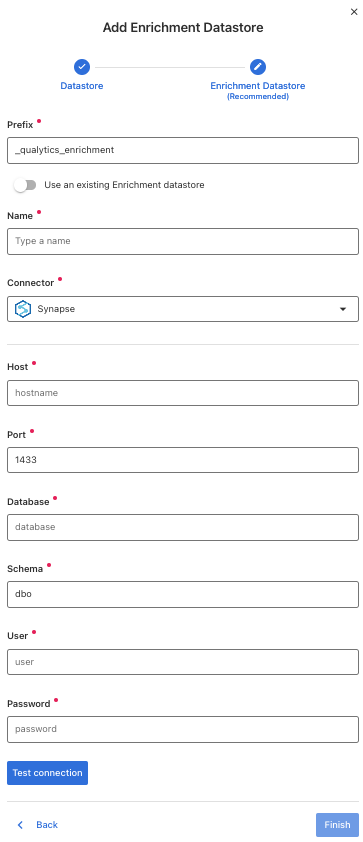 Add Enrichment Datastore
Datastore
Enrichment Datastore
(Recommended)
Prefix
_qualytics_enrichment
Use an existing Enrichment datastore
Name
Type a name
Connector
Synapse
Host
hostname
Port
1433
Database
database
Schema
dbo
User
user
Password
password
Test connection
Back
Finish